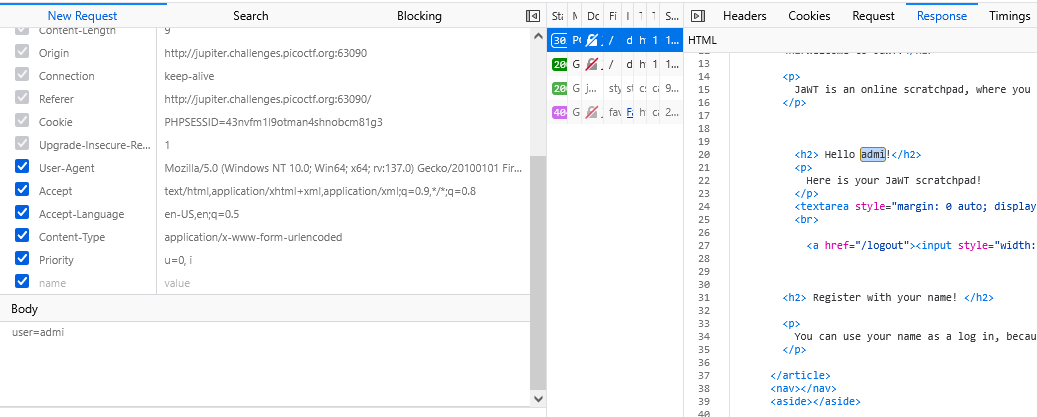 New Request Search Blocking
Content-Length 9
Origin http://jupiter.challenges.picoctf.org:63090
Connection keep-alive
Referer http://jupiter.challenges.picoctf.org:63090/
Cookie PHPSESSID=43nvfm1l9otman4shnobcm81g3
Upgrade-Insecure-Re... 1
User-Agent Mozilla/5.0 (Windows NT 10.0; Win64; x64; rv:137.0) Gecko/20100101 Fir...
Accept text/html,application/xhtml+xml,application/xml;q=0.9,*/*;q=0.8
Accept-Language en-US,en;q=0.5
Content-Type application/x-www-form-urlencoded
Priority u=0, i
name value
Body
user=admi
Sta M Do Fi I T T S...
30 PO / d ht 1 1...
20 G / d ht 1 1...
20 G j... sty st cs ca 9...
40 G fav Fa ht ca 2...
Headers Cookies Request Response Timings
HTML
13
14 <p>
15 JaWT is an online scratchpad, where you
16 </p>
17
18
19
20 <h2> Hello admi!</h2>
21 <p>
22 Here is your JaWT scratchpad!
23 </p>
24 <textarea style="margin: 0 auto; display
25 <br>
26
27 <a href="/logout"><input style="width:
28
29
30
31 <h2> Register with your name! </h2>
32
33 <p>
34 You can use your name as a log in, becau
35 </p>
36
37 </article>
38 <nav></nav>
39 <aside></aside>
40